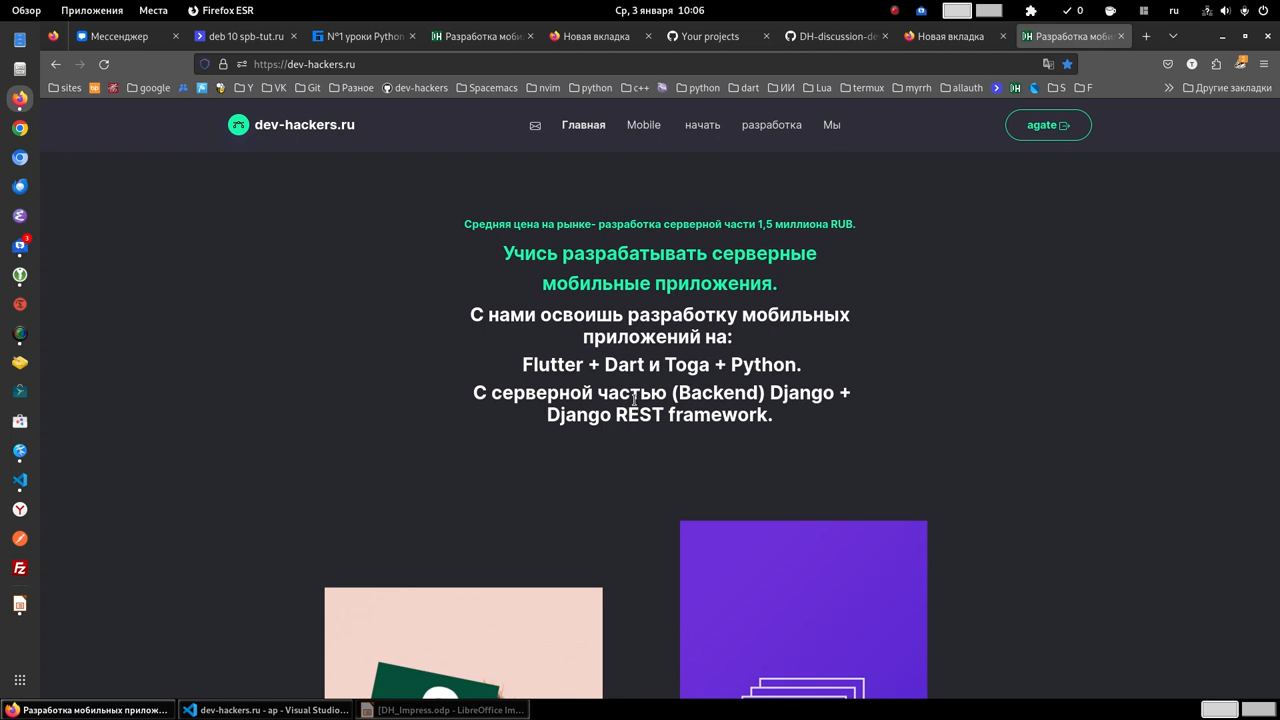 Обзор Приложения Места Firefox ESR Ср, 3 января 10:06 0 ru
Мессенджер deb 10 spb-tut.ru №1 уроки Python Разработка моби Новая вкладка Your projects DH-discussion-de Новая вкладка Разработка моби
https://dev-hackers.ru
sites google Y VK Git Разное dev-hackers Spacemacs nvim python c++ python dart ИИ Lua termux myrrh allauth S F Другие закладки
dev-hackers.ru Главная Mobile начать разработка Мы agate
Средняя цена на рынке- разработка серверной части 1,5 миллиона RUB.
Учись разрабатывать серверные
мобильные приложения.
С нами освоишь разработку мобильных
приложений на:
Flutter + Dart и Toga + Python.
С серверной частью (Backend) Django +
Django REST framework.
Разработка мобильных прилож... dev-hackers.ru - ap - Visual Studio... [DH_Impress.odp - LibreOffice Im...